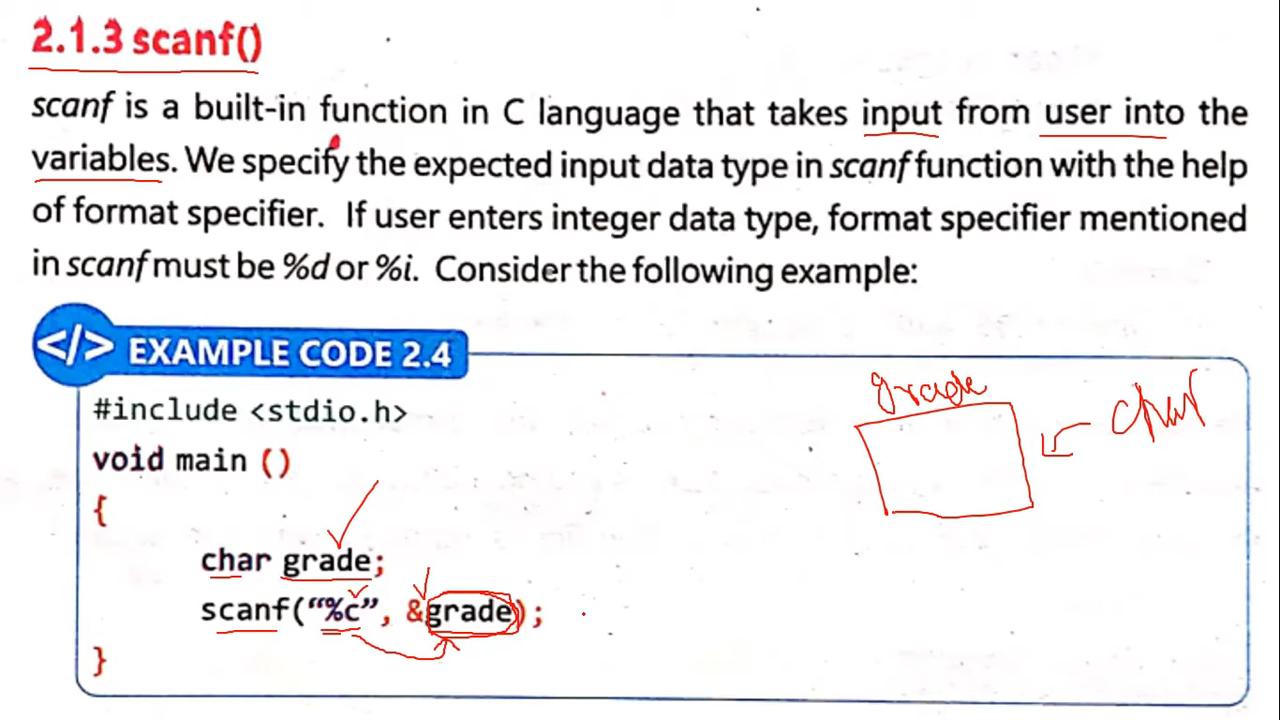 2.1.3 scanf()
scanf is a built-in function in C language that takes input from user into the
variables. We specify the expected input data type in scanf function with the help
of format specifier. If user enters integer data type, format specifier mentioned
in scanf must be %d or %i. Consider the following example:
</> EXAMPLE CODE 2.4
#include <stdio.h>
void main ()
{
char grade;
scanf(“%c”, &grade);
}
grade
char